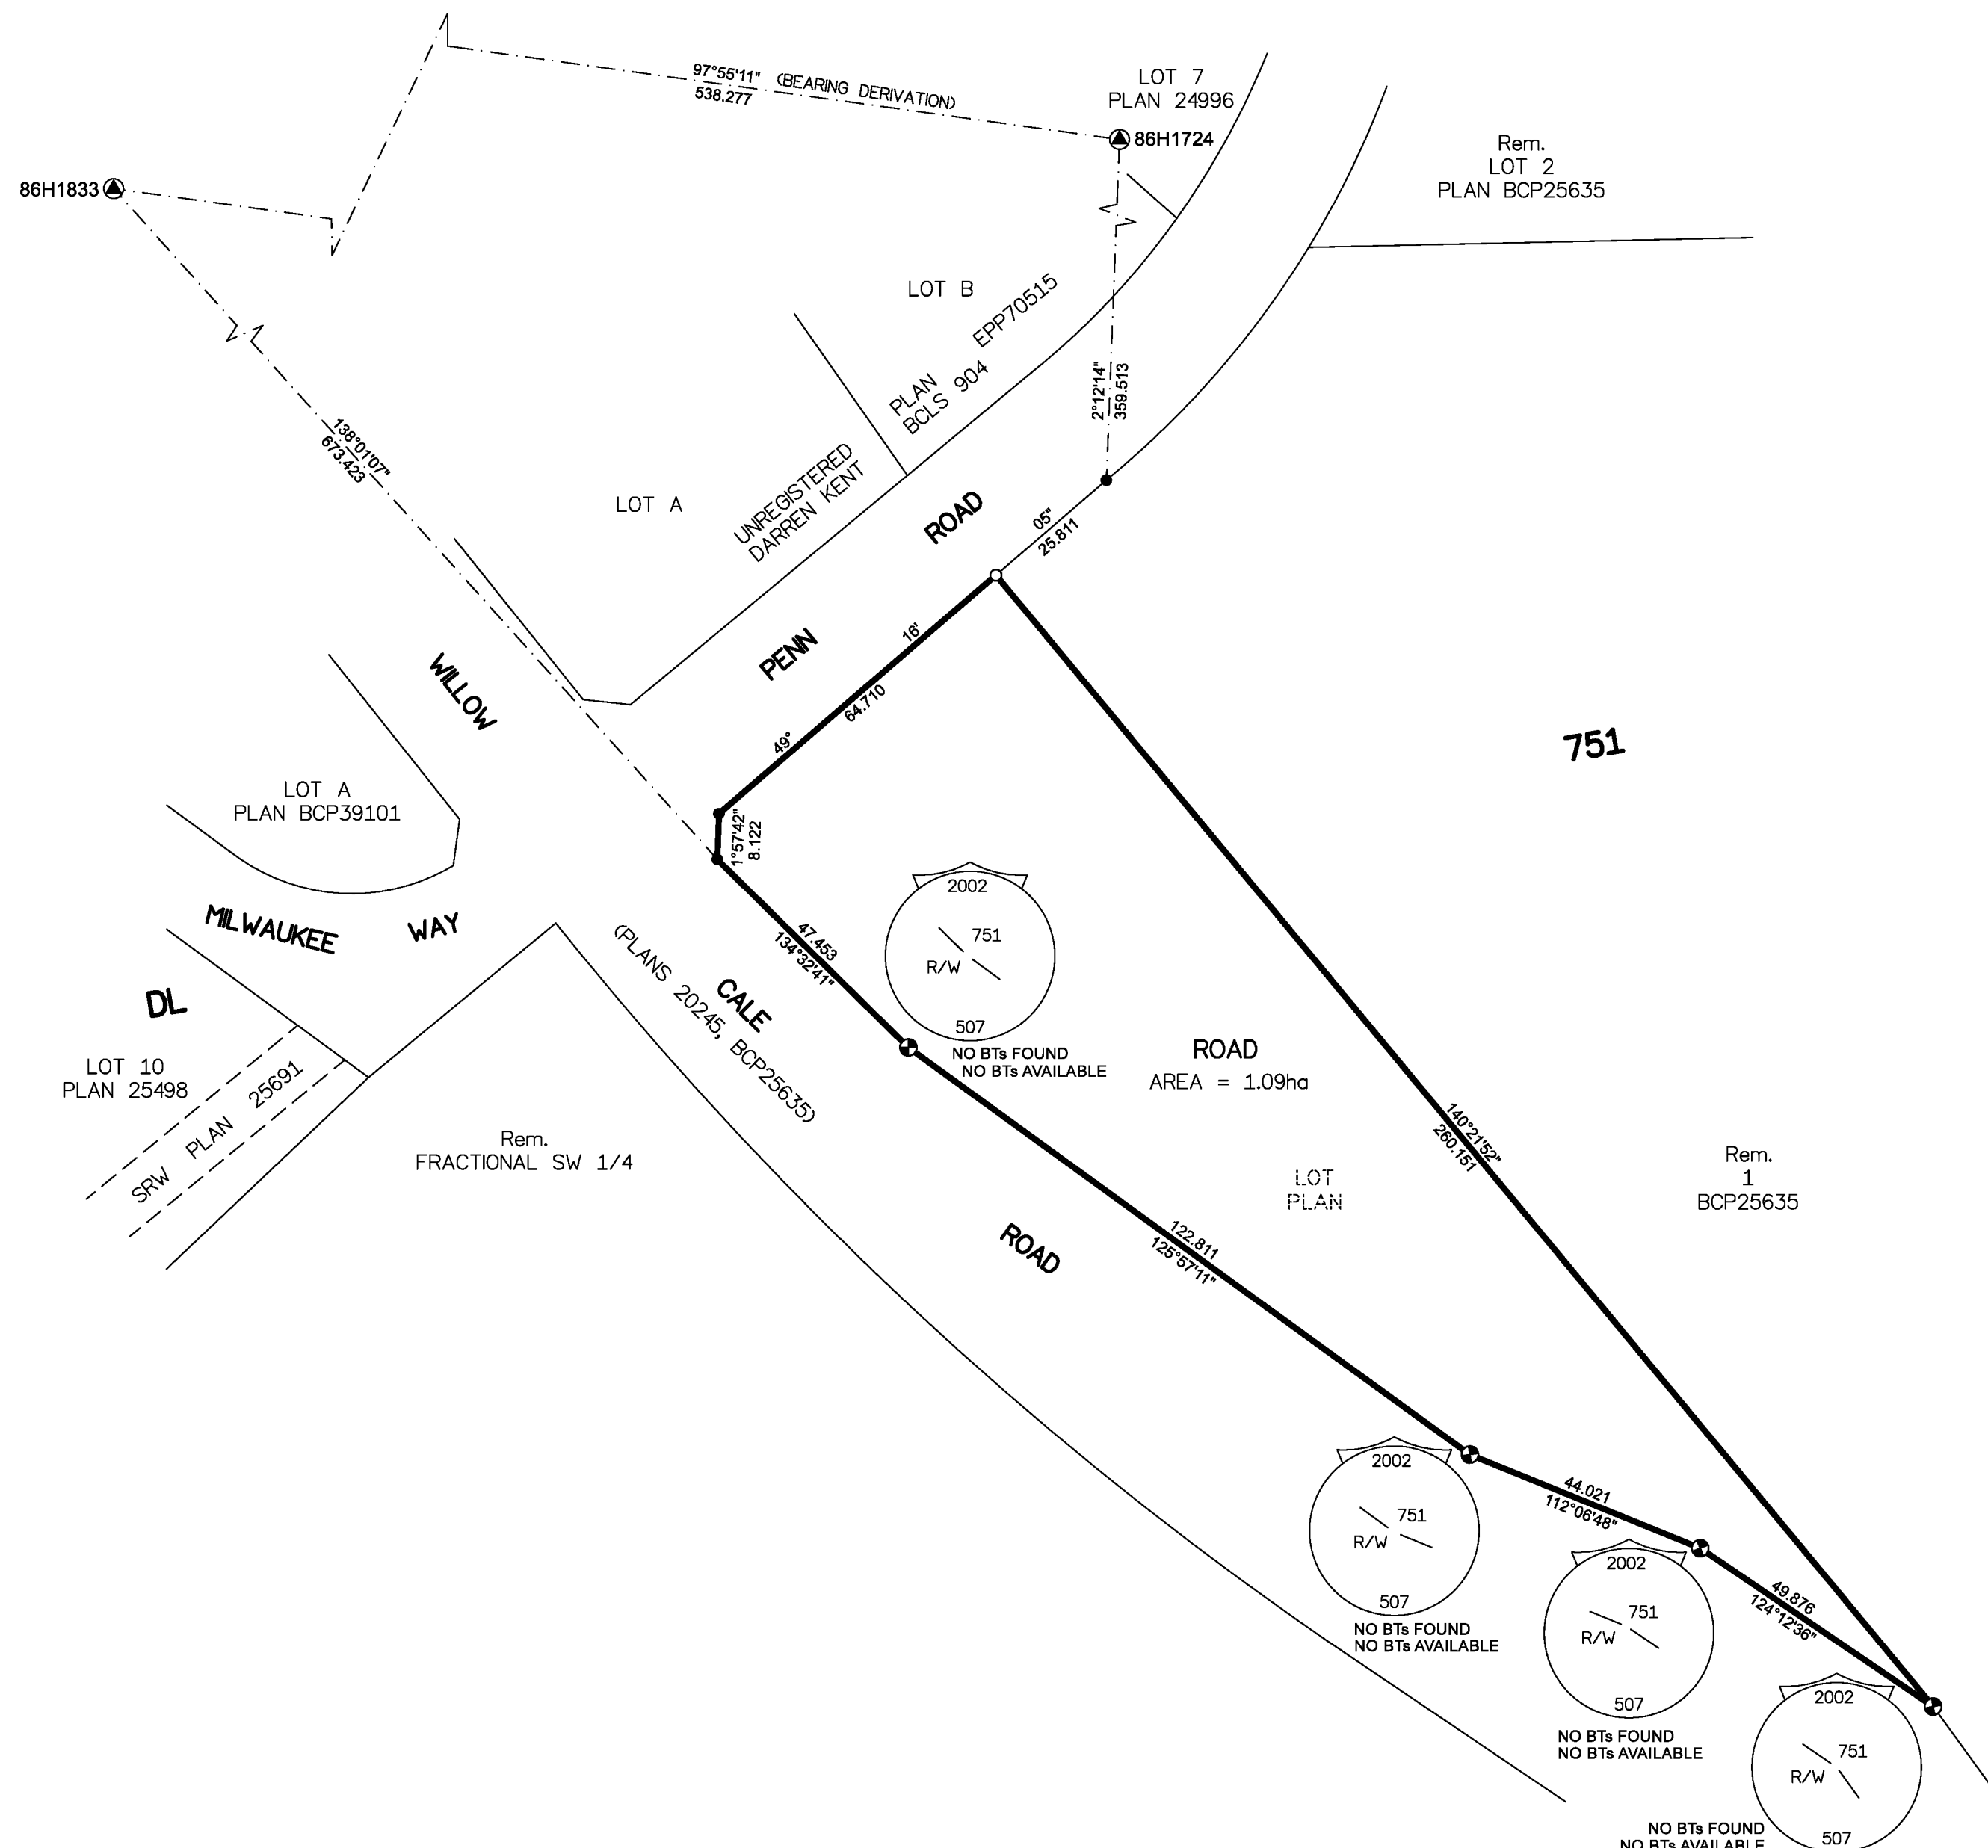 97°55'11" (BEARING DERIVATION)
538.277
LOT 7
PLAN 24996
86H1724
86H1833
Rem.
LOT 2
PLAN BCP25635
LOT B
PLAN EPP70515
BCLS 904
2°12'14"
359.513
138°01'07"
673.423
LOT A
UNREGISTERED
DARREN KENT
ROAD
05"
25.811
PENN
16'
64.710
49°
WILLOW
751
LOT A
PLAN BCP39101
1°57'42"
8.122
MILWAUKEE WAY
2002
751
R/W
507
NO BTs FOUND
NO BTs AVAILABLE
47.453
134°32'41"
CALE
(PLANS 20245, BCP25635)
DL
LOT 10
PLAN 25498
SRW PLAN 25691
Rem.
FRACTIONAL SW 1/4
ROAD
AREA = 1.09ha
140°21'52"
260.151
LOT
PLAN
Rem.
1
BCP25635
122.811
125°57'11"
ROAD
2002
751
R/W
507
NO BTs FOUND
NO BTs AVAILABLE
44.021
112°06'48"
2002
751
R/W
507
NO BTs FOUND
NO BTs AVAILABLE
49.876
124°12'36"
2002
751
R/W
507
NO BTs FOUND
NO BTs AVAILABLE